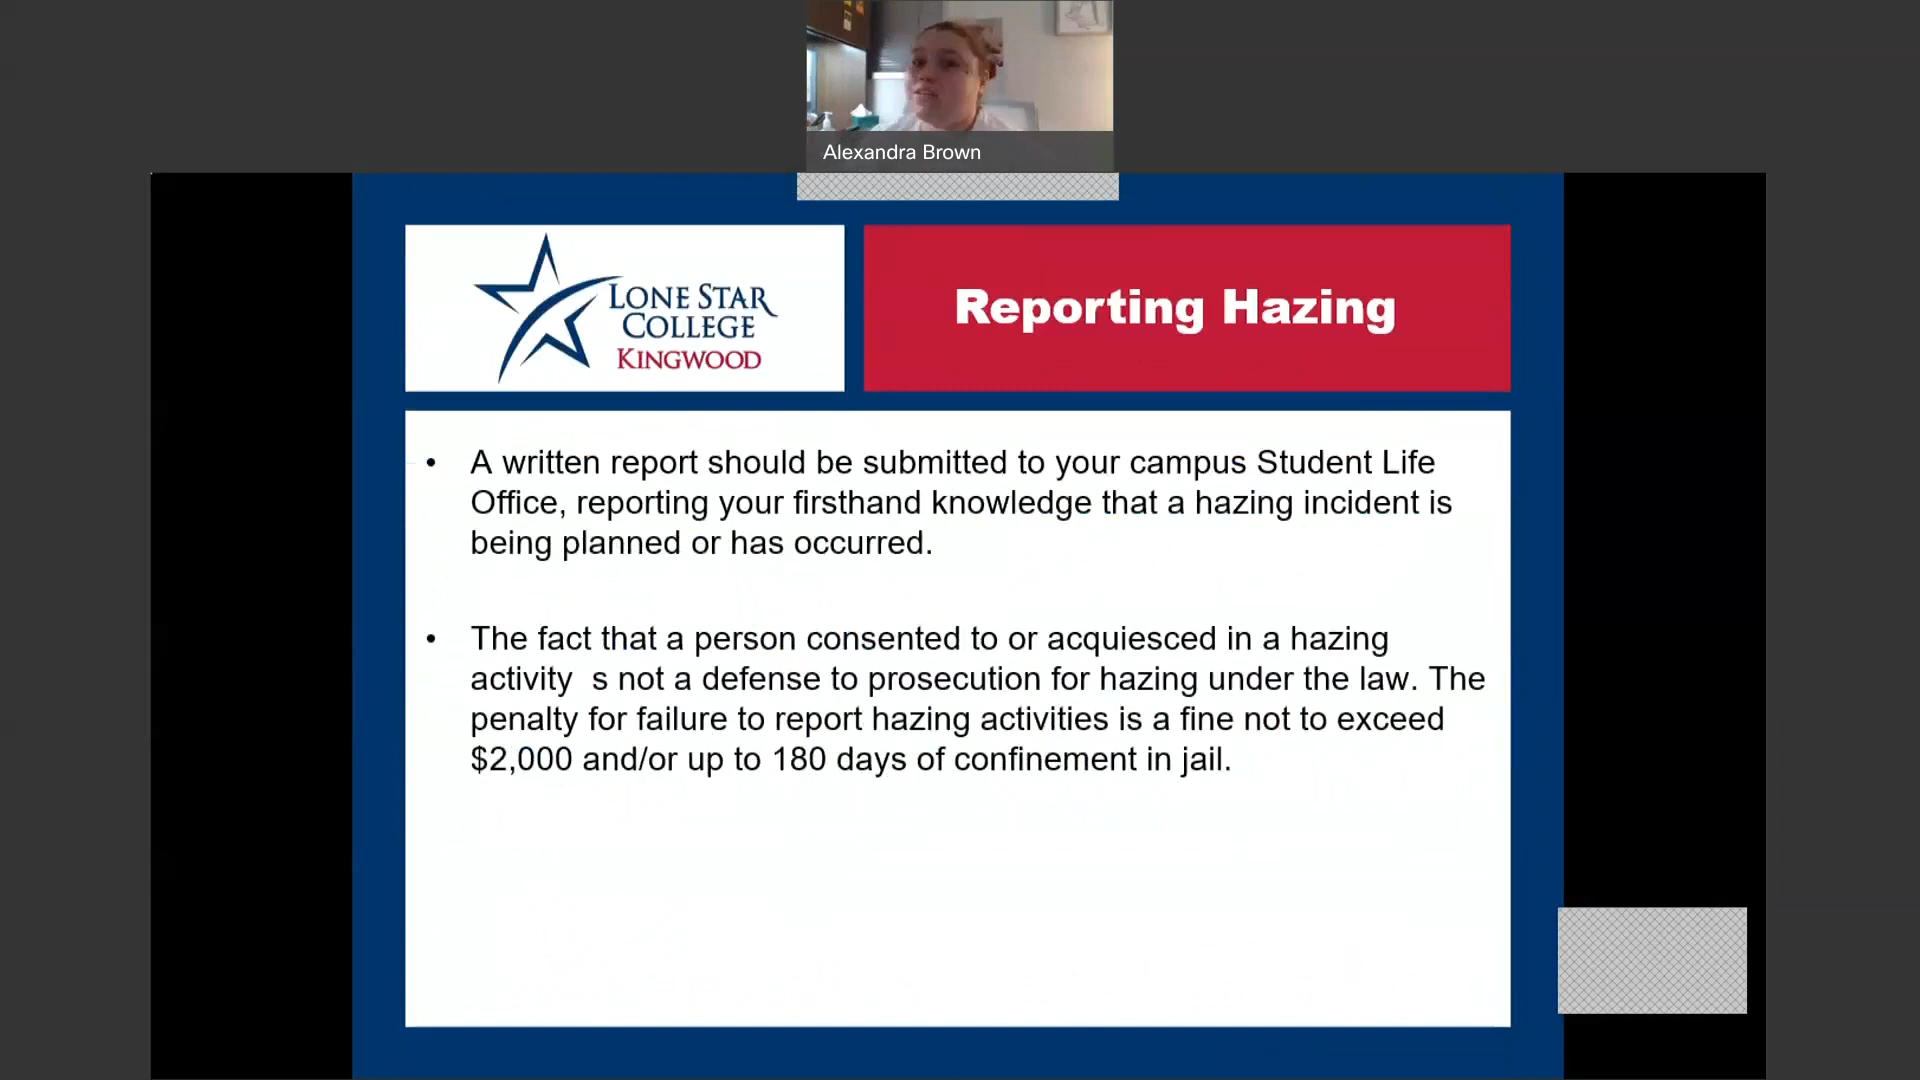 Alexandra Brown
LONE STAR
COLLEGE
KINGWOOD
Reporting Hazing
• A written report should be submitted to your campus Student Life
Office, reporting your firsthand knowledge that a hazing incident is
being planned or has occurred.
• The fact that a person consented to or acquiesced in a hazing
activity s not a defense to prosecution for hazing under the law. The
penalty for failure to report hazing activities is a fine not to exceed
$2,000 and/or up to 180 days of confinement in jail.